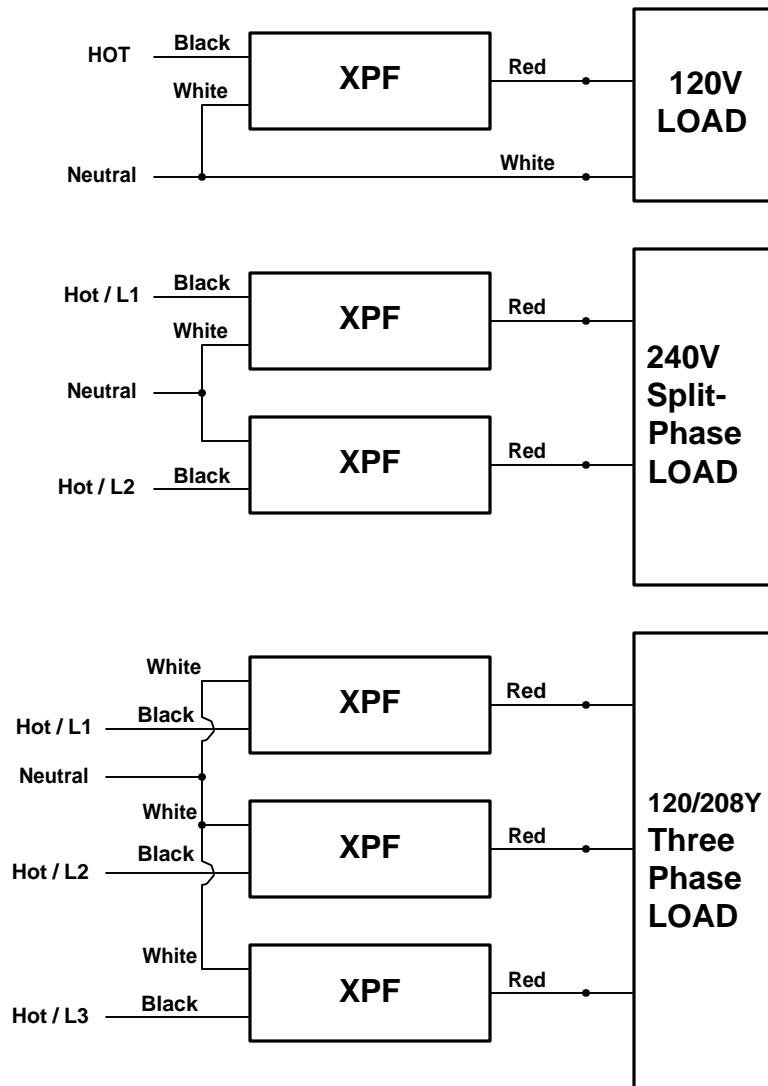 Black
HOT
XPF
Red
White
120V
LOAD
Neutral
White
Black
Hot / L1
XPF
Red
White
Neutral
240V
Split-
Phase
LOAD
XPF
Red
Black
Hot / L2
White
XPF
Red
Black
Hot / L1
Neutral
White
120/208Y
Three
Phase
LOAD
XPF
Red
Black
Hot / L2
White
XPF
Red
Black
Hot / L3